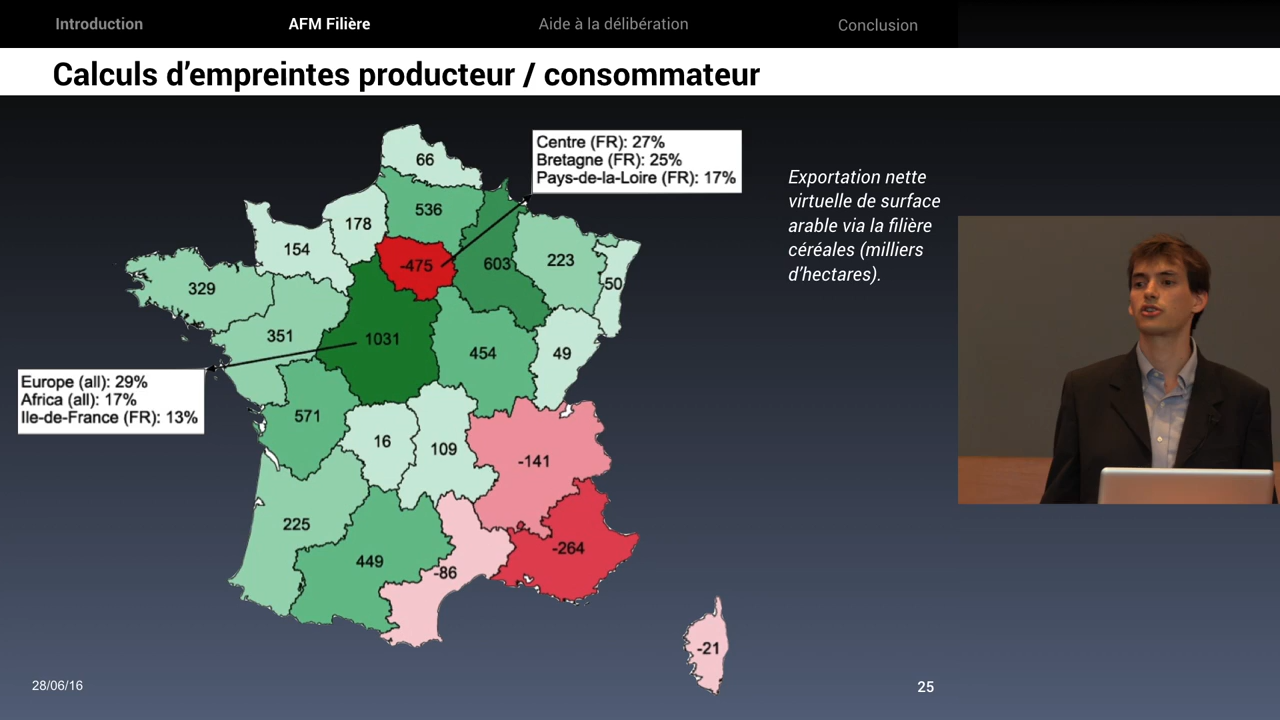 Introduction
AFM Filière
Aide à la délibération
Conclusion
Calculs d'empreintes producteur / consommateur
Centre (FR): 27%
Bretagne (FR): 25%
Pays-de-la-Loire (FR): 17%
Exportation nette
virtuelle de surface
arable via la filière
céréales (milliers
d'hectares).
66
536
178
154
-475
603
223
50
329
351
1031
454
49
Europe (all): 29%
Africa (all): 17%
Ile-de-France (FR): 13%
571
16
109
-141
225
449
-86
-264
-21
28/06/16
25